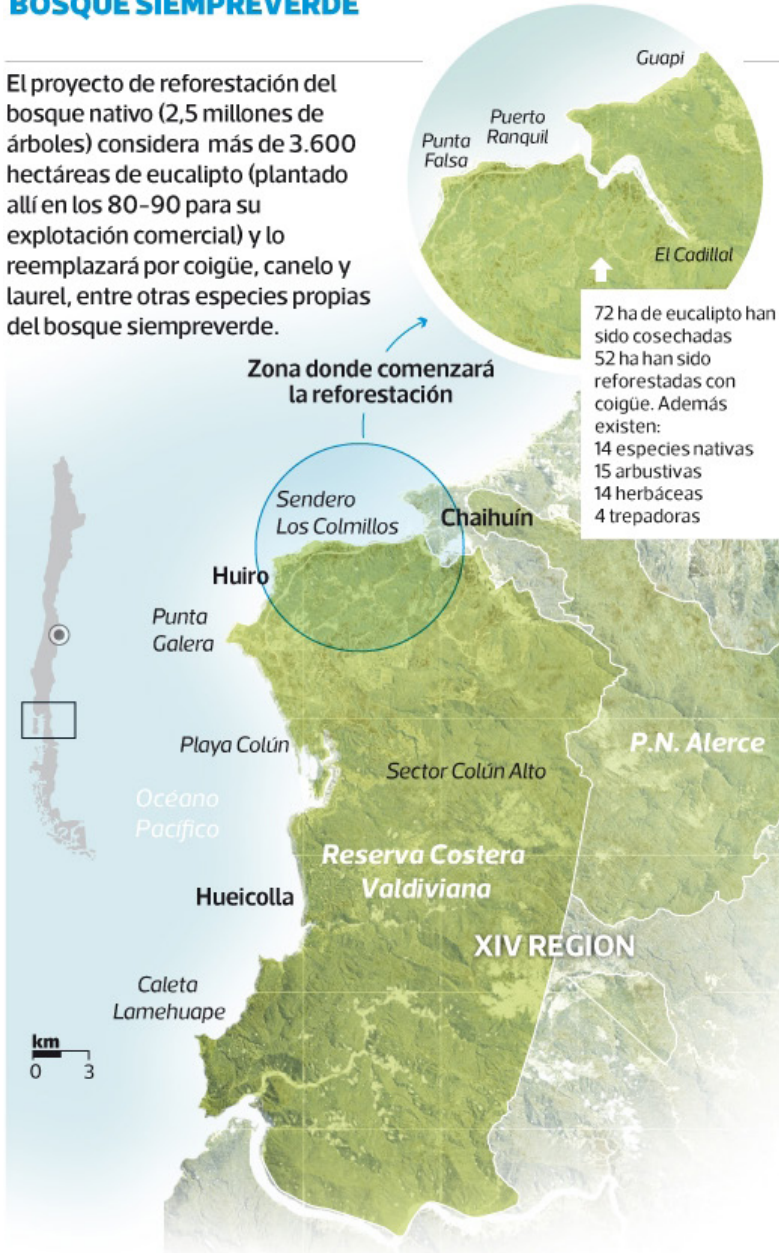 BOSQUE SIEMPREVERDE
El proyecto de reforestación del
bosque nativo (2,5 millones de
árboles) considera más de 3.600
hectáreas de eucalipto (plantado
allí en los 80-90 para su
explotación comercial) y lo
reemplazará por coigüe, canelo y
laurel, entre otras especies propias
del bosque siempreverde.
Guapi
Puerto
Ranquil
Punta
Falsa
El Cadillal
72 ha de eucalipto han
sido cosechadas
52 ha han sido
reforestadas con
coigüe. Además
existen:
14 especies nativas
15 arbustivas
14 herbáceas
4 trepadoras
Zona donde comenzará
la reforestación
Sendero
Los Colmillos
Chaihuín
Huiro
Punta
Galera
Playa Colún
Sector Colún Alto
P.N. Alerce
Océano
Pacífico
Reserva Costera
Valdiviana
Hueicolla
XIV REGION
Caleta
Lamehuape
km
0 3